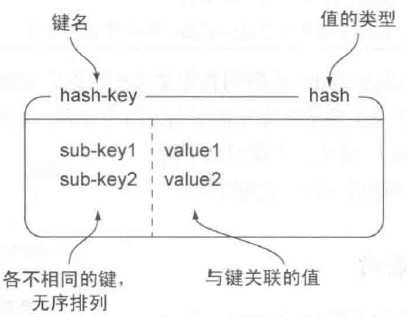 键名
值的类型
hash-key
hash
sub-key1
value1
sub-key2
value2
各不相同的键,
无序排列
与键关联的值